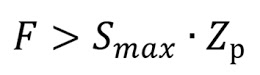 F > S_max · Z_p